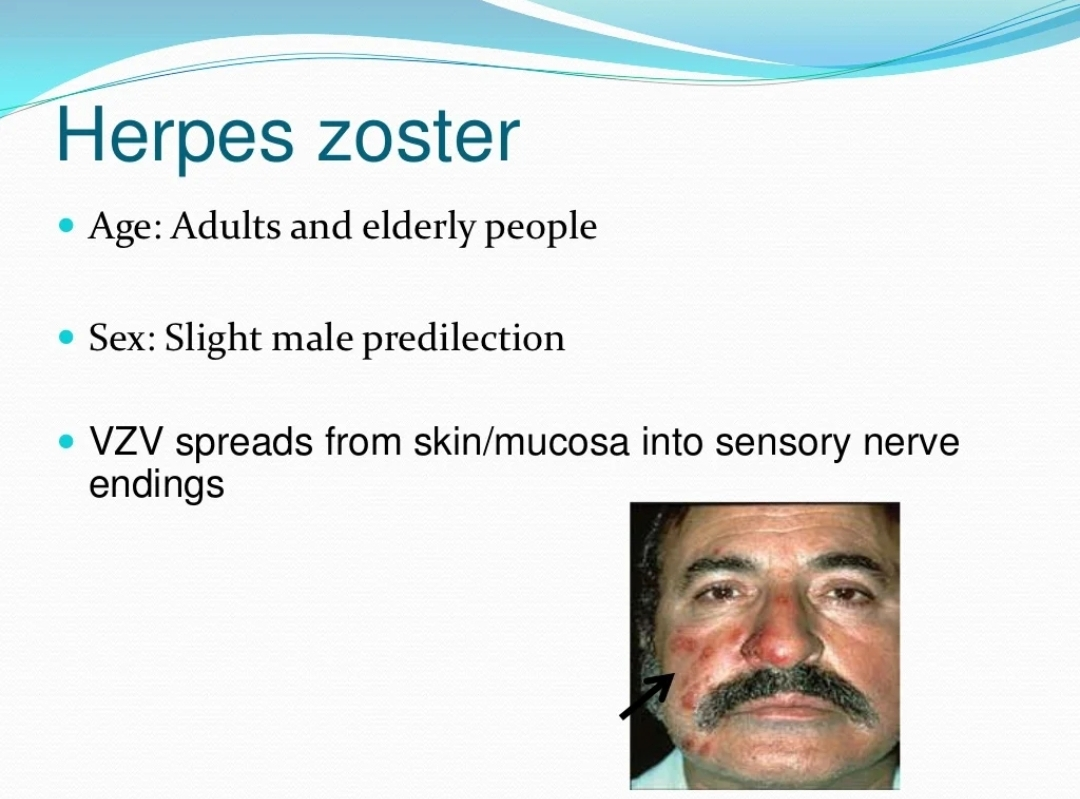 Herpes zoster
• Age: Adults and elderly people
• Sex: Slight male predilection
• VZV spreads from skin/mucosa into sensory nerve
endings